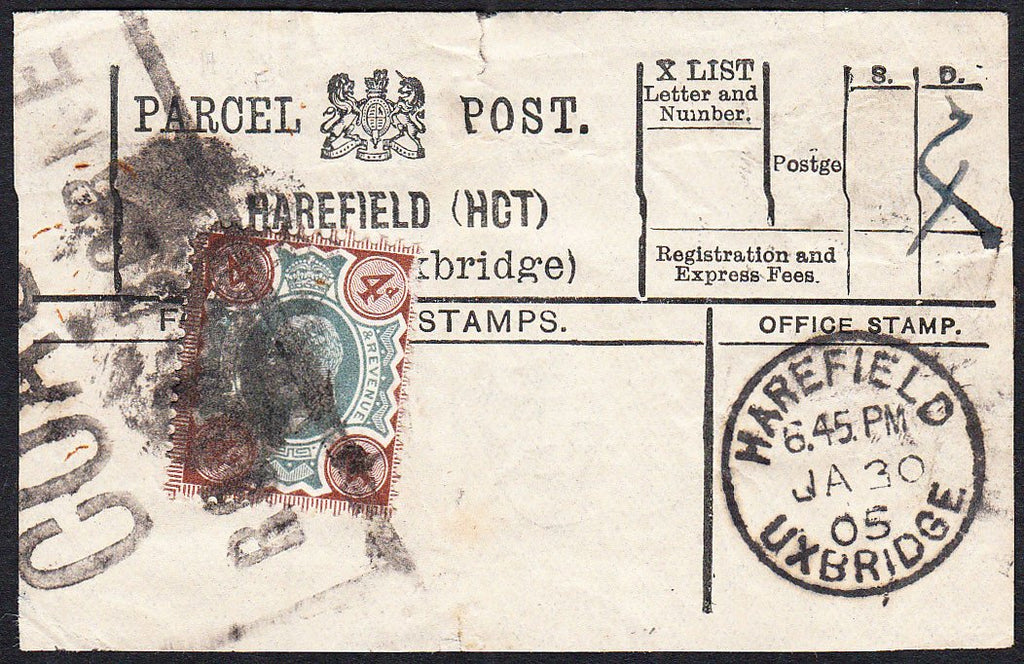 PARCEL POST.
HAREFIELD (HCT)
xbridge)
STAMPS.
X LIST
Letter and
Number.
Postge
S. D.
4
Registration and
Express Fees.
OFFICE STAMP.
HAREFIELD
6.45.PM
JA 30
05
UXBRIDGE
4d
& REVENUE